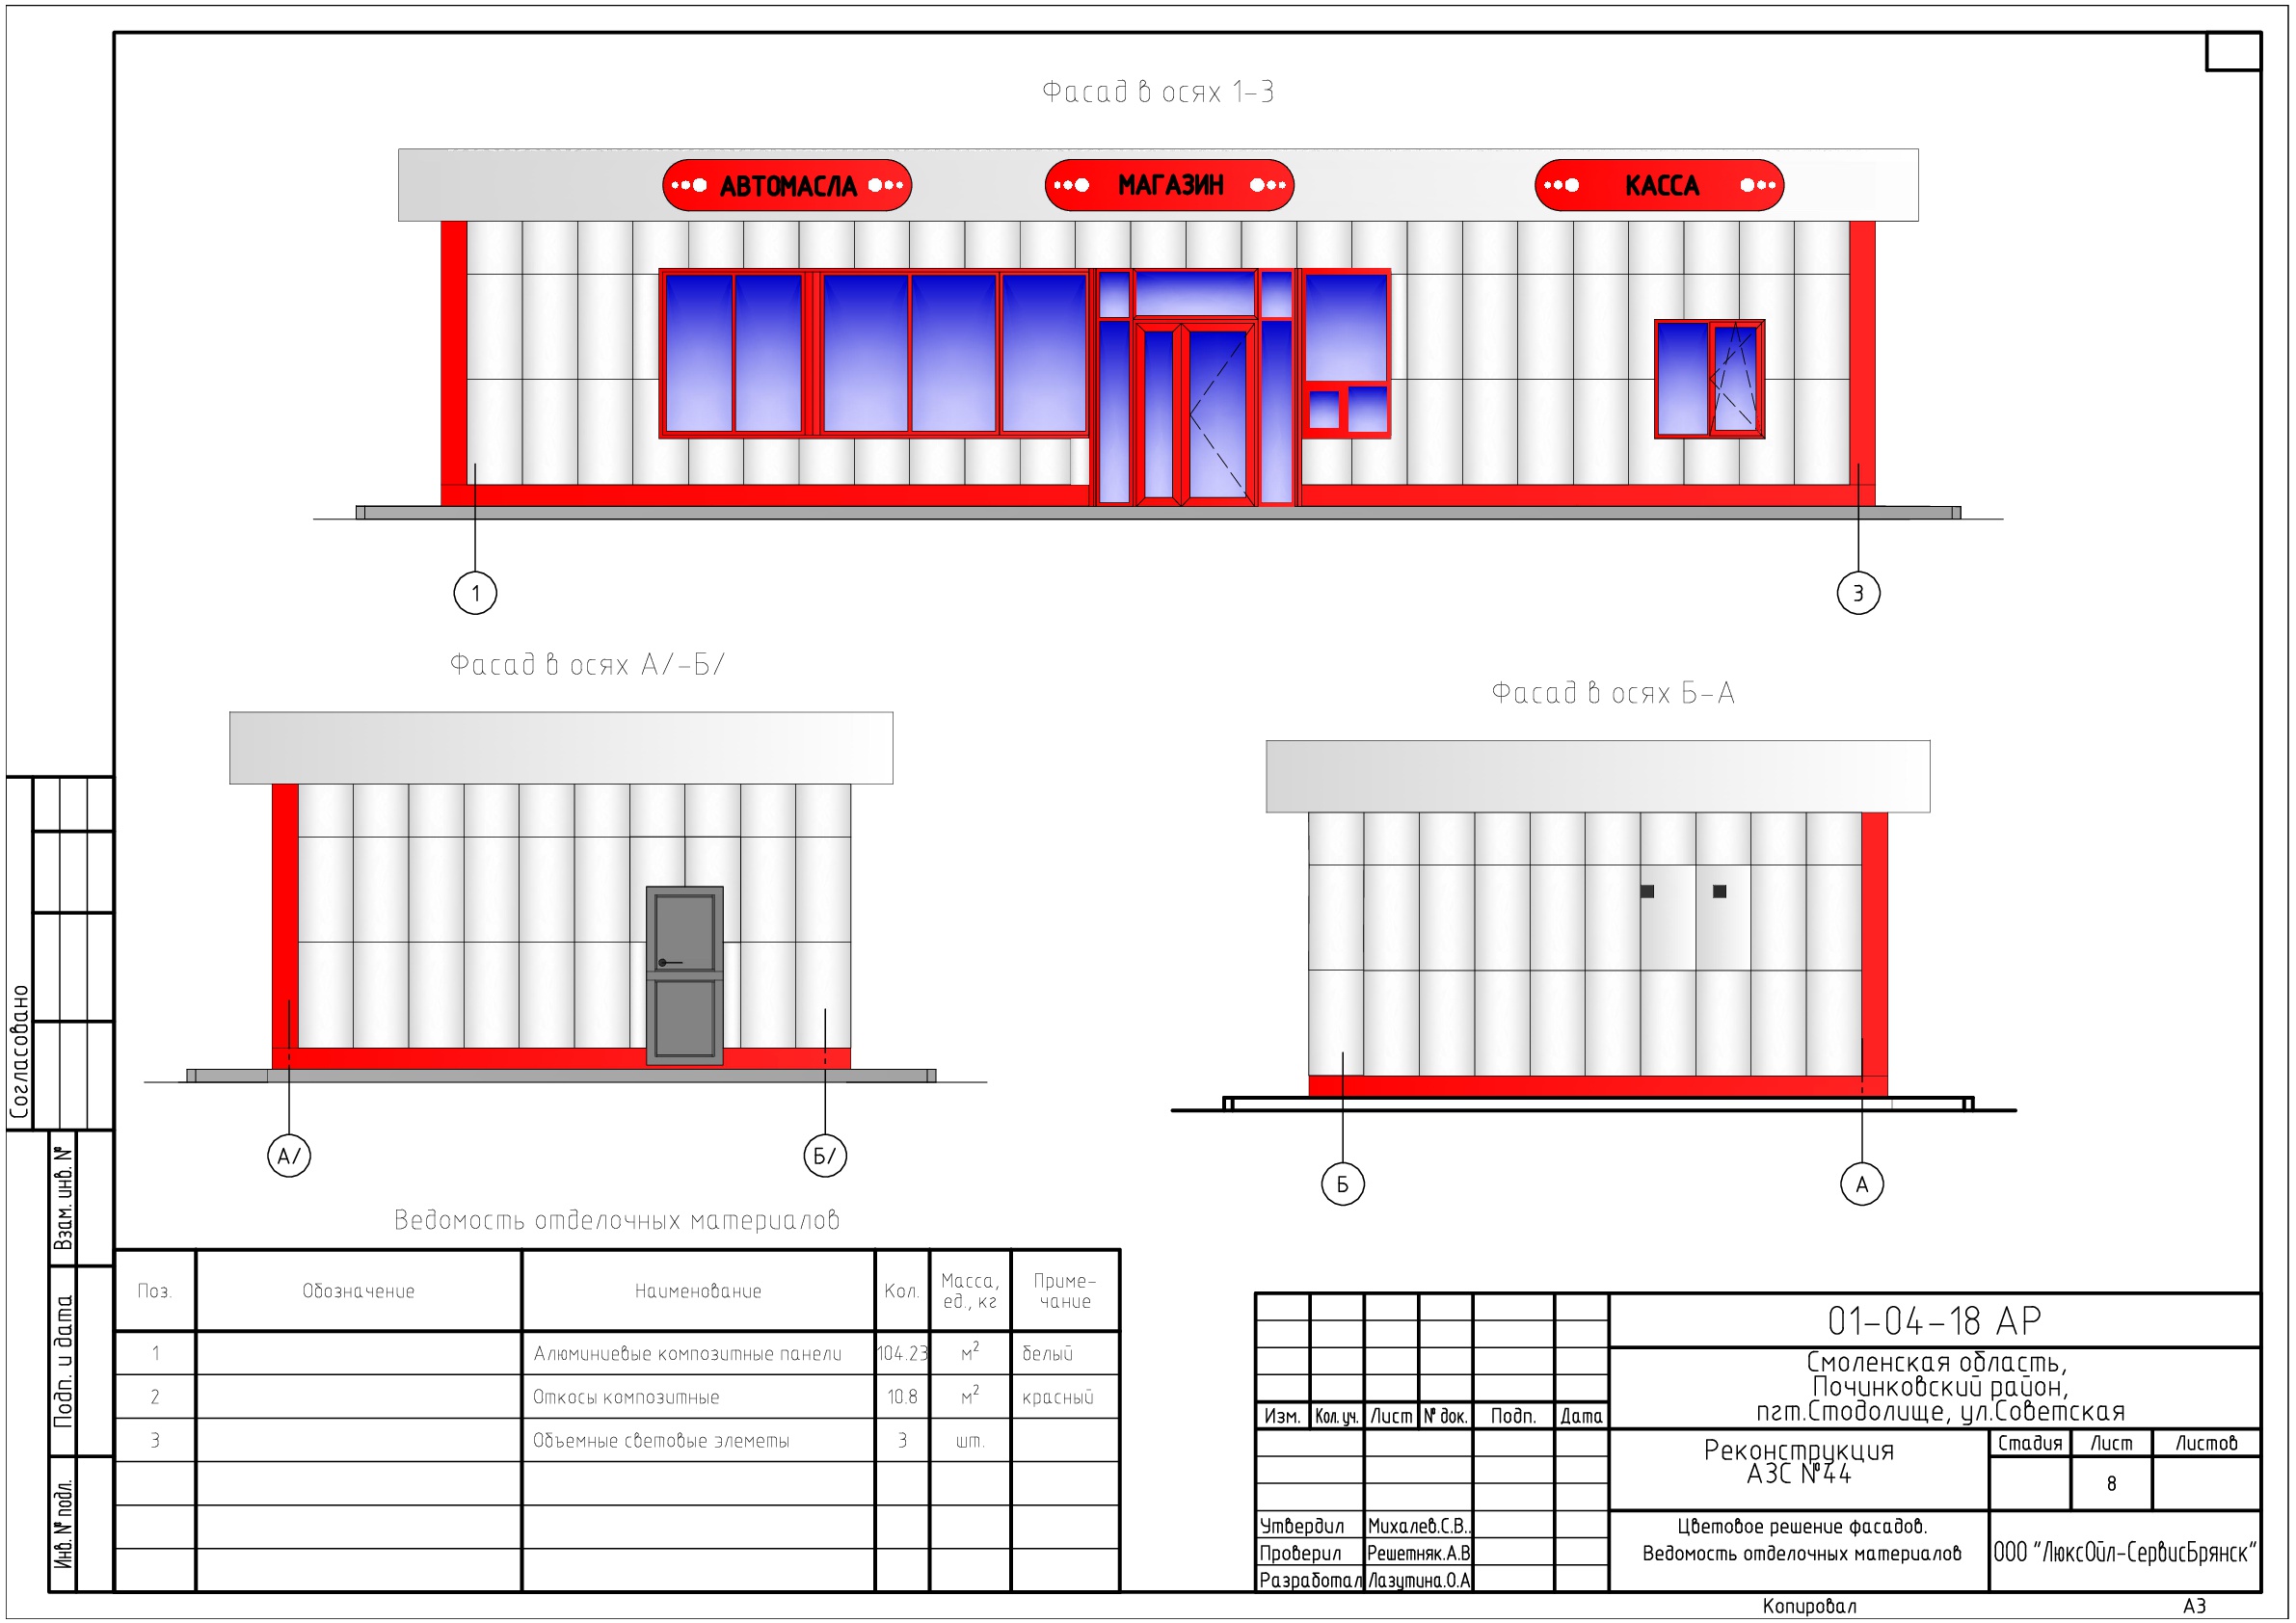 Фасад в осях 1-3
АВТОМАСЛА
МАГАЗИН
КАССА
1
3
Фасад в осях А/-Б/
Фасад в осях Б-А
А/
Б/
Б
А
Согласовано
Взам. инв. №
Подп. и дата
Инв. № подл.
Ведомость отделочных материалов
Поз. Обозначение Наименование Кол. Масса, ед., кг Приме-чание
1 Алюминиевые композитные панели 104.23 м² белый
2 Откосы композитные 10.8 м² красный
3 Объемные световые элеметы 3 шт.
01-04-18 АР
Смоленская область,
Починковский район,
пгт.Стодолище, ул.Советская
Изм. Кол. уч. Лист № док. Подп. Дата
Реконструкция
АЗС №44
Стадия Лист Листов
8
Утвердил Михалев.С.В..
Проверил Решетняк.А.В
Разработал Лазутина.О.А
Цветовое решение фасадов.
Ведомость отделочных материалов
ООО "ЛюксОйл-СервисБрянск"
Копировал
А3